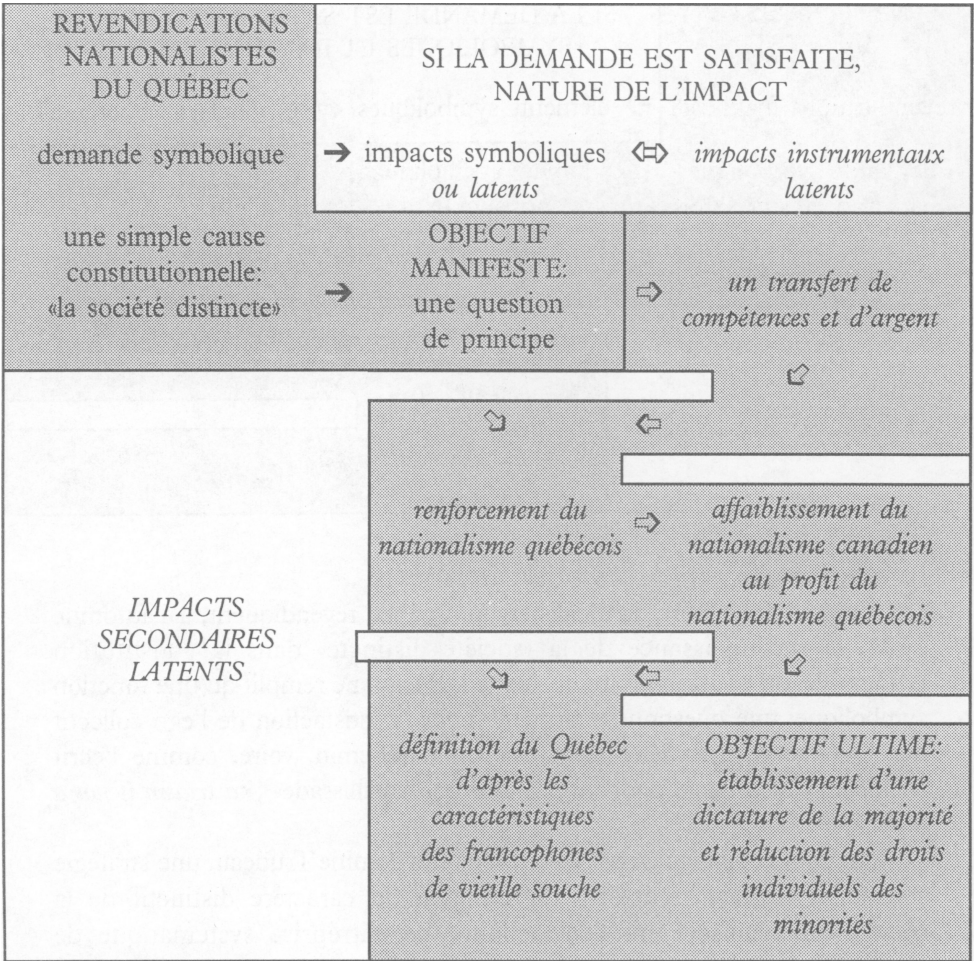 REVENDICATIONS
NATIONALISTES
DU QUÉBEC
SI LA DEMANDE EST SATISFAITE,
NATURE DE L'IMPACT
demande symbolique
→ impacts symboliques
ou latents
⇔ impacts instrumentaux
latents
une simple cause
constitutionnelle:
«la société distincte»
→
OBJECTIF
MANIFESTE:
une question
de principe
⇨
un transfert de
compétences et d'argent
renforcement du
nationalisme québécois
⇨
affaiblissement du
nationalisme canadien
au profit du
nationalisme québécois
IMPACTS
SECONDAIRES
LATENTS
définition du Québec
d'après les
caractéristiques
des francophones
de vieille souche
OBJECTIF ULTIME:
établissement d'une
dictature de la majorité
et réduction des droits
individuels des
minorités